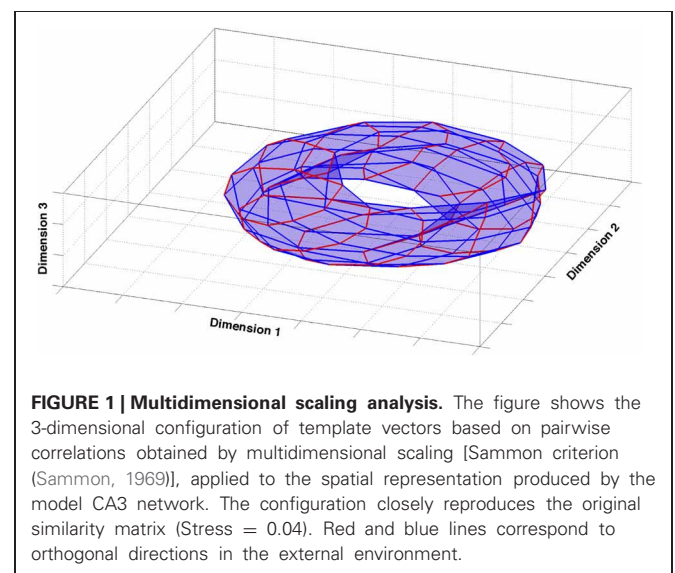 Dimension 3
Dimension 2
Dimension 1
FIGURE 1 | Multidimensional scaling analysis. The figure shows the
3-dimensional configuration of template vectors based on pairwise
correlations obtained by multidimensional scaling [Sammon criterion
(Sammon, 1969)], applied to the spatial representation produced by the
model CA3 network. The configuration closely reproduces the original
similarity matrix (Stress = 0.04). Red and blue lines correspond to
orthogonal directions in the external environment.